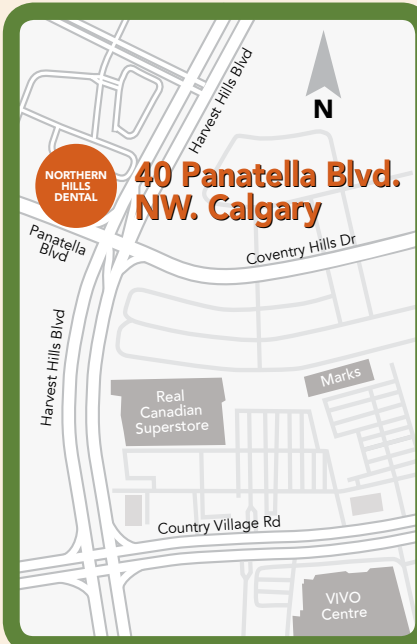 Harvest Hills Blvd
N
NORTHERN
HILLS
DENTAL
40 Panatella Blvd.
NW. Calgary
Panatella
Blvd
Coventry Hills Dr
Harvest Hills Blvd
Real
Canadian
Superstore
Marks
Country Village Rd
VIVO
Centre